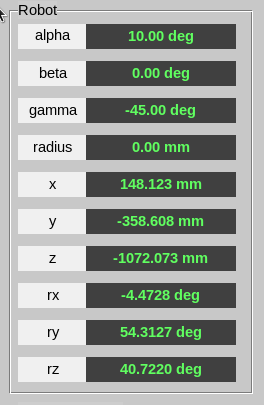 Robot
alpha 10.00 deg
beta 0.00 deg
gamma -45.00 deg
radius 0.00 mm
x 148.123 mm
y -358.608 mm
z -1072.073 mm
rx -4.4728 deg
ry 54.3127 deg
rz 40.7220 deg